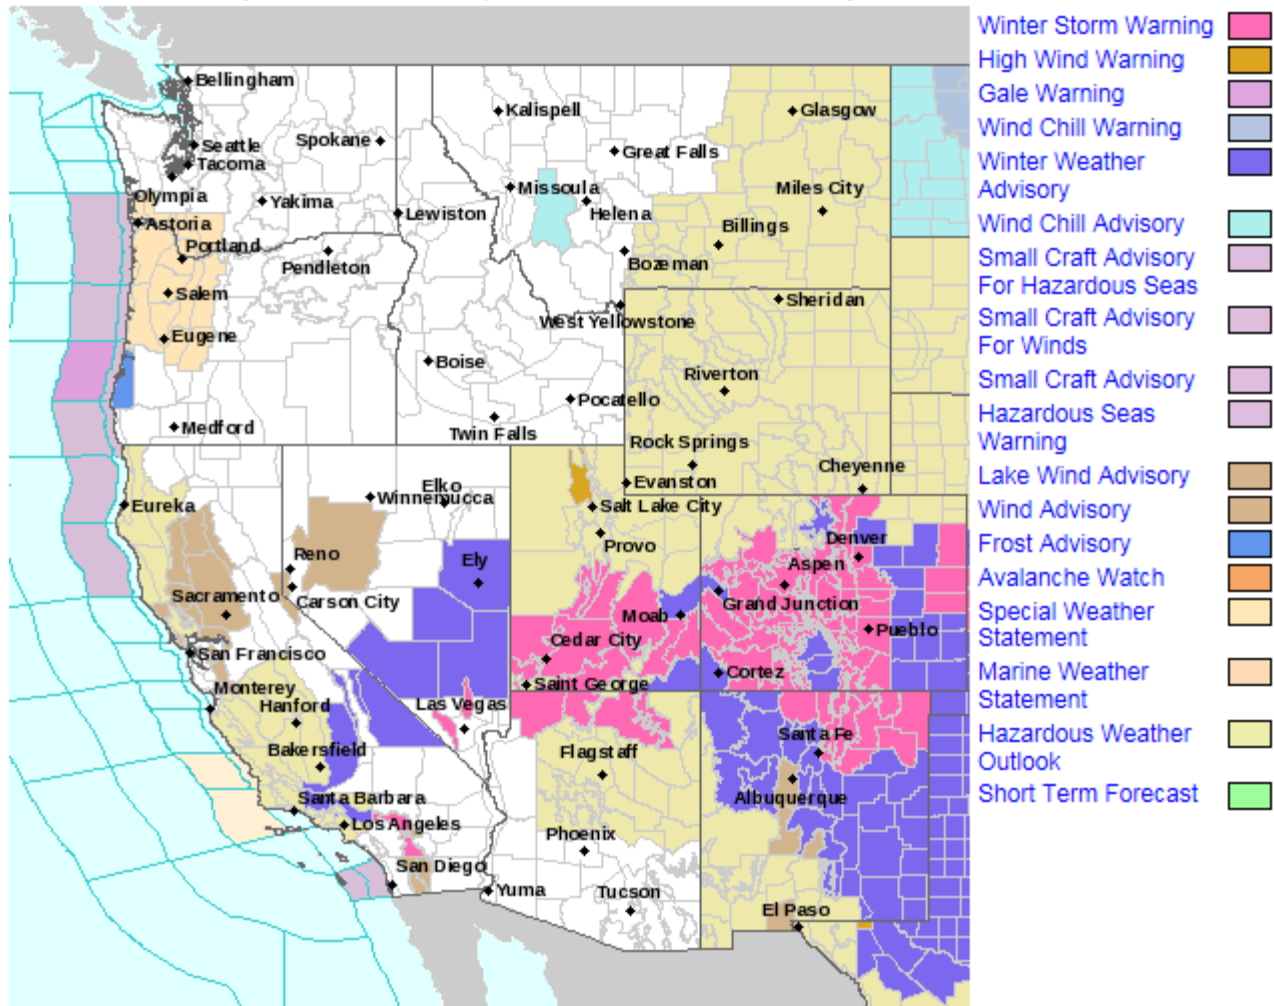 Bellingham
Kalispell
Glasgow
Seattle
Spokane
Great Falls
Tacoma
Missoula
Miles City
Olympia
Yakima
Lewiston
Helena
Astoria
Billings
Portland
Pendleton
Bozeman
Salem
Sheridan
West Yellowstone
Eugene
Boise
Riverton
Pocatello
Medford
Twin Falls
Rock Springs
Cheyenne
Elko
Evanston
Winnemucca
Eureka
Salt Lake City
Denver
Provo
Reno
Ely
Aspen
Sacramento
Carson City
Grand Junction
Moab
Pueblo
Cedar City
San Francisco
Cortez
Saint George
Monterey
Hanford
Las Vegas
Santa Fe
Bakersfield
Flagstaff
Santa Barbara
Albuquerque
Los Angeles
Phoenix
San Diego
Yuma
Tucson
El Paso
Winter Storm Warning
High Wind Warning
Gale Warning
Wind Chill Warning
Winter Weather
Advisory
Wind Chill Advisory
Small Craft Advisory
For Hazardous Seas
Small Craft Advisory
For Winds
Small Craft Advisory
Hazardous Seas
Warning
Lake Wind Advisory
Wind Advisory
Frost Advisory
Avalanche Watch
Special Weather
Statement
Marine Weather
Statement
Hazardous Weather
Outlook
Short Term Forecast